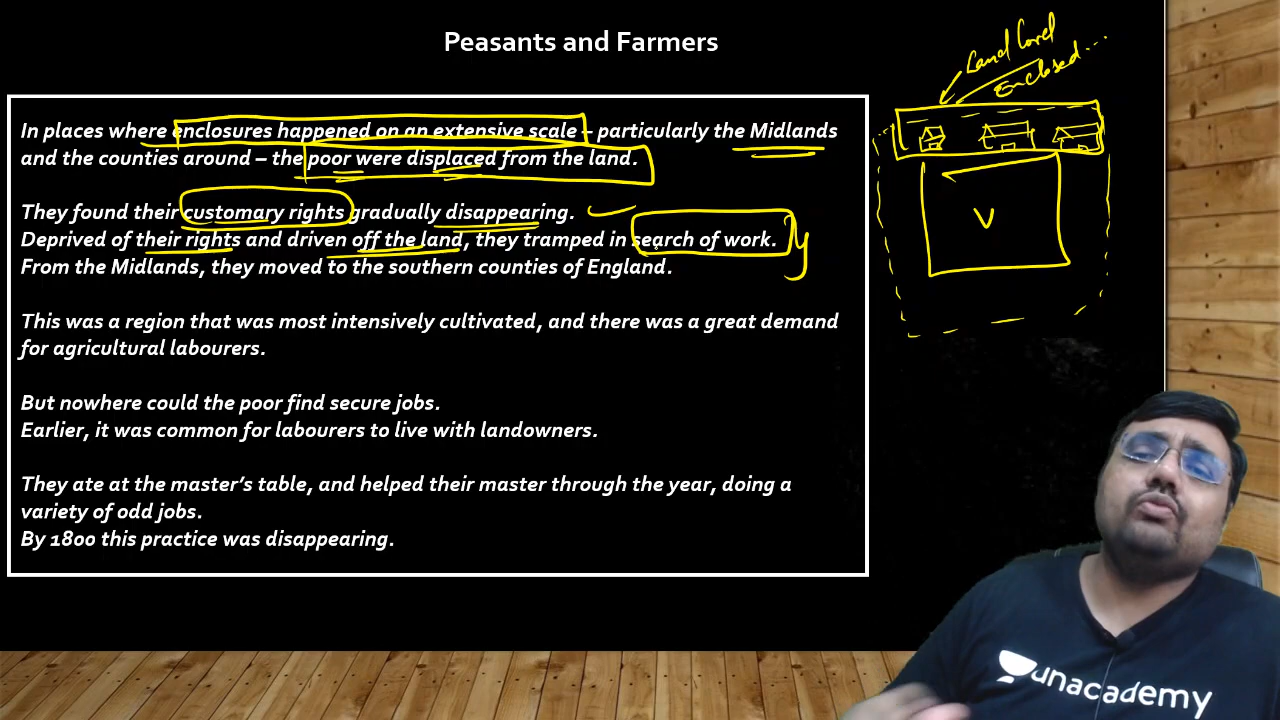 Peasants and Farmers
Land Lord
Enclosed...
In places where enclosures happened on an extensive scale – particularly the Midlands
and the counties around – the poor were displaced from the land.
They found their customary rights gradually disappearing.
Deprived of their rights and driven off the land, they tramped in search of work.
From the Midlands, they moved to the southern counties of England.
This was a region that was most intensively cultivated, and there was a great demand
for agricultural labourers.
But nowhere could the poor find secure jobs.
Earlier, it was common for labourers to live with landowners.
They ate at the master's table, and helped their master through the year, doing a
variety of odd jobs.
By 1800 this practice was disappearing.
V
unacademy